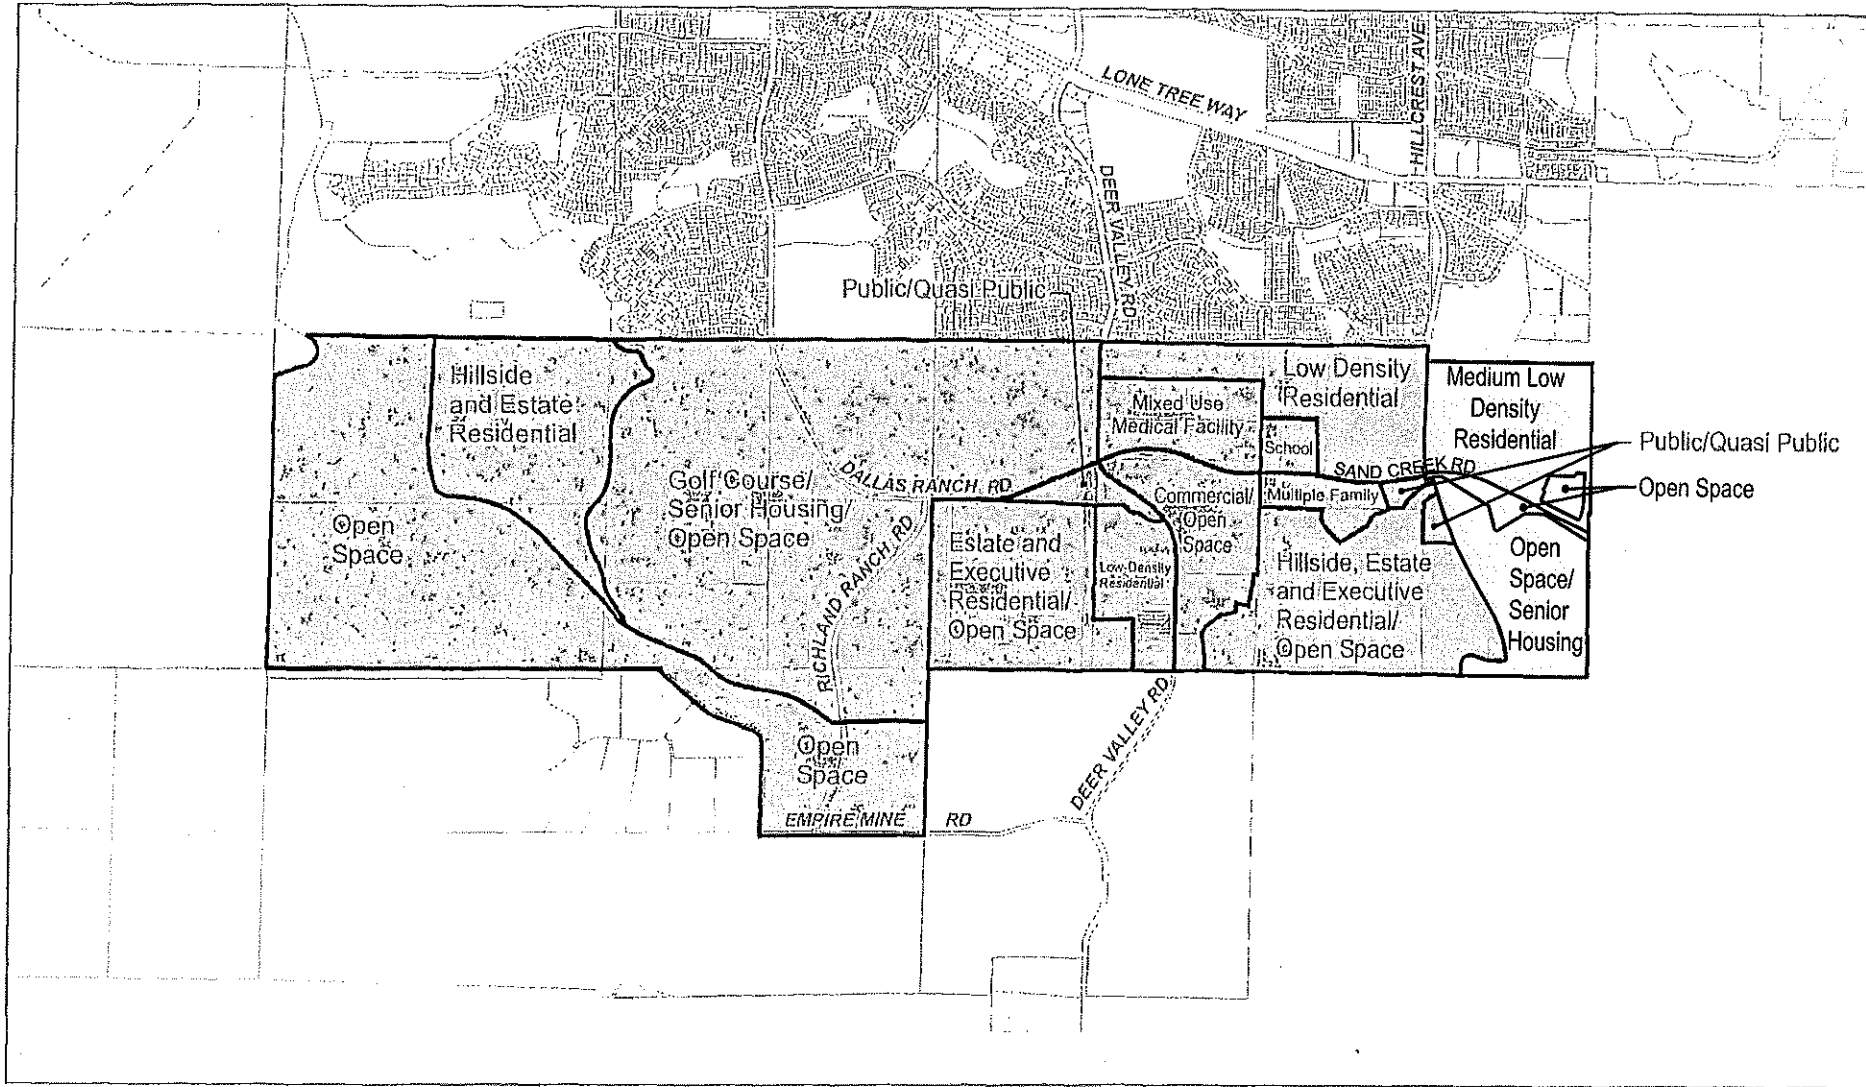 LONE TREE WAY
HILLCREST AVE
DEER VALLEY RD
Public/Quasi Public
Hillside
and Estate
Residential
Low Density
Residential
Medium Low
Density
Residential
Mixed Use
Medical Facility
School
Public/Quasi Public
SAND CREEK RD
Golf Course/
Senior Housing/
Open Space
DALLAS RANCH RD
Commercial/
Open
Space
Multiple Family
Open Space
Open
Space
RICHLAND RANCH RD
Estate and
Executive
Residential/
Open Space
Low-Density
Residential
Hillside, Estate
and Executive
Residential/
Open Space
Open
Space/
Senior
Housing
Open
Space
DEER VALLEY RD
EMPIRE MINE RD